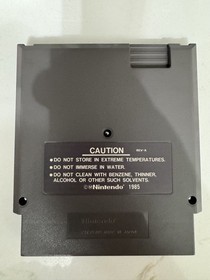 CAUTION
• DO NOT STORE IN EXTREME TEMPERATURES.
• DO NOT IMMERSE IN WATER.
• DO NOT CLEAN WITH BENZENE, THINNER,
ALCOHOL OR OTHER SUCH SOLVENTS.
©® Nintendo® 1985
Nintendo